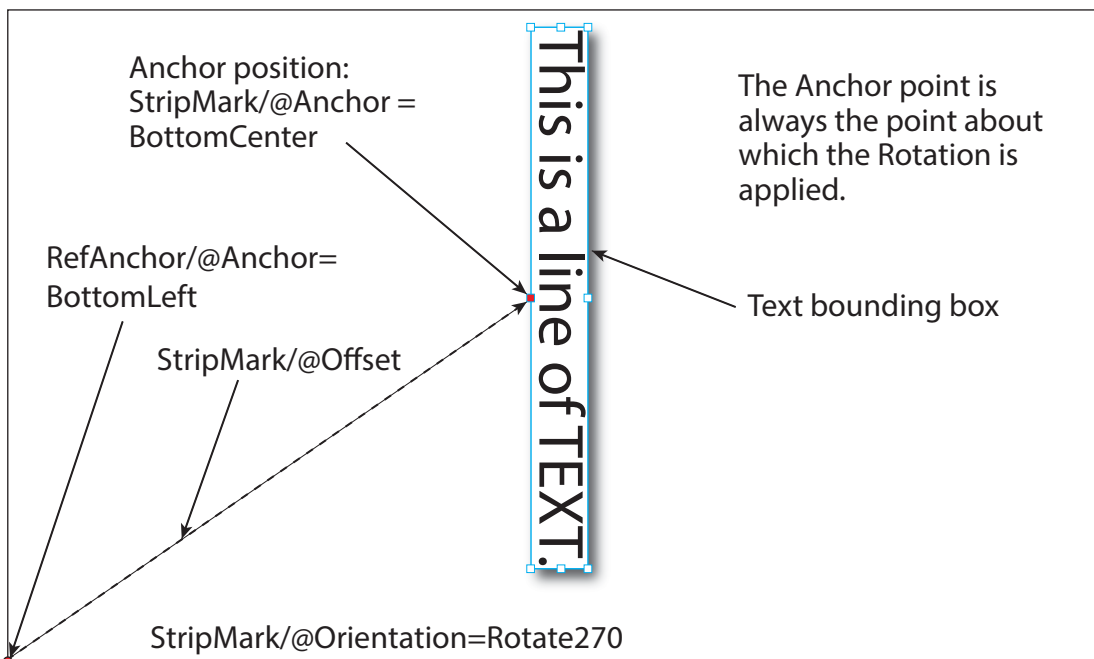 Anchor position:
StripMark/@Anchor =
BottomCenter
This is a line of TEXT.
The Anchor point is
always the point about
which the Rotation is
applied.
RefAnchor/@Anchor=
BottomLeft
Text bounding box
StripMark/@Offset
StripMark/@Orientation=Rotate270